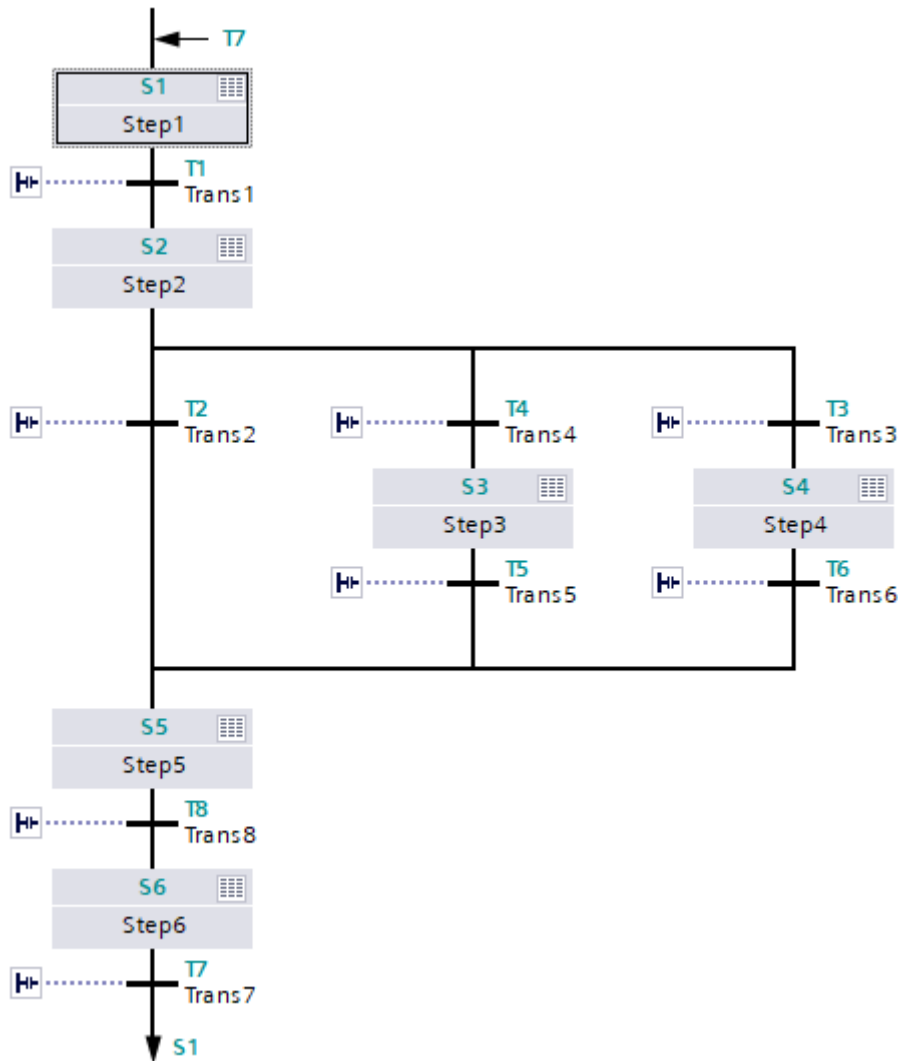 T7
S1
Step1
T1
Trans1
S2
Step2
T2
Trans2
T4
Trans4
T3
Trans3
S3
Step3
S4
Step4
T5
Trans5
T6
Trans6
S5
Step5
T8
Trans8
S6
Step6
T7
Trans7
S1